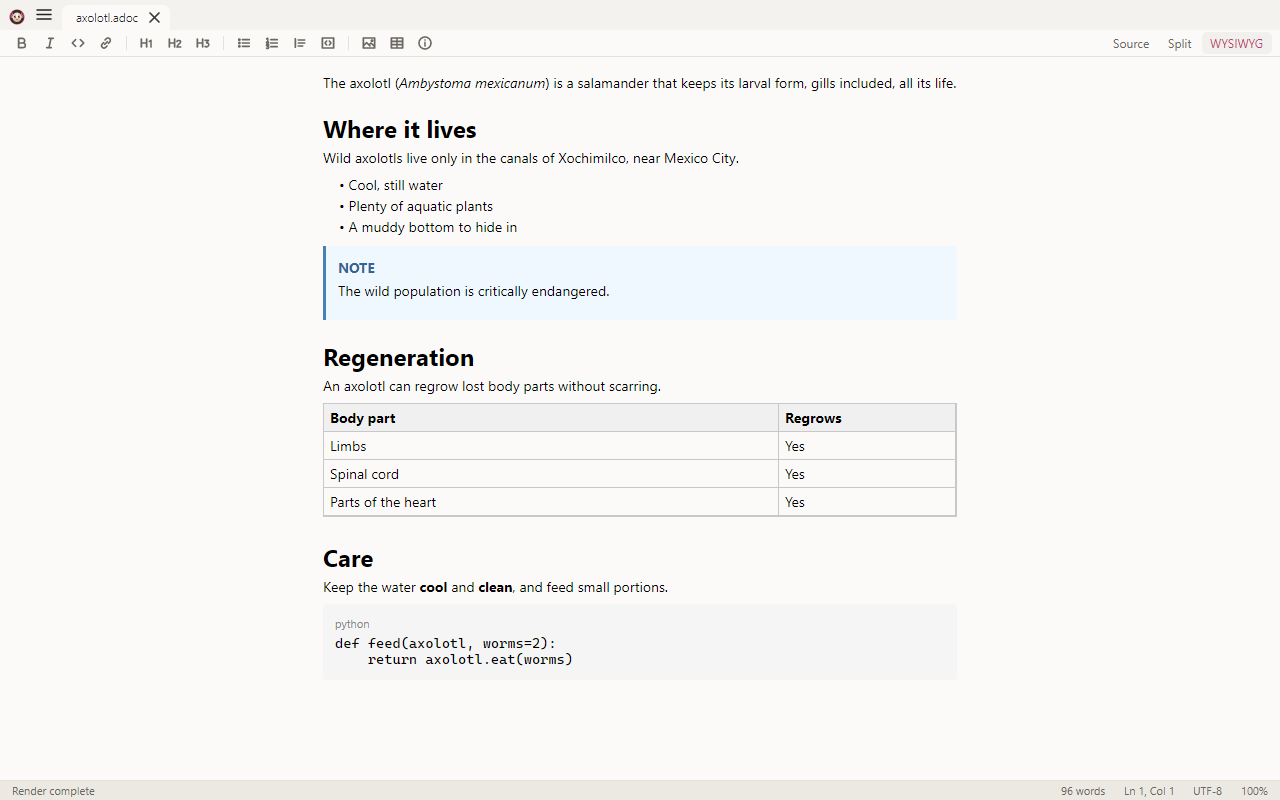 axolotl.adoc
B I H1 H2 H3 Source Split WYSIWYG
The axolotl (Ambystoma mexicanum) is a salamander that keeps its larval form, gills included, all its life.
Where it lives
Wild axolotls live only in the canals of Xochimilco, near Mexico City.
• Cool, still water
• Plenty of aquatic plants
• A muddy bottom to hide in
NOTE
The wild population is critically endangered.
Regeneration
An axolotl can regrow lost body parts without scarring.
Body part Regrows
Limbs Yes
Spinal cord Yes
Parts of the heart Yes
Care
Keep the water cool and clean, and feed small portions.
python
def feed(axolotl, worms=2):
    return axolotl.eat(worms)
Render complete 96 words Ln 1, Col 1 UTF-8 100%